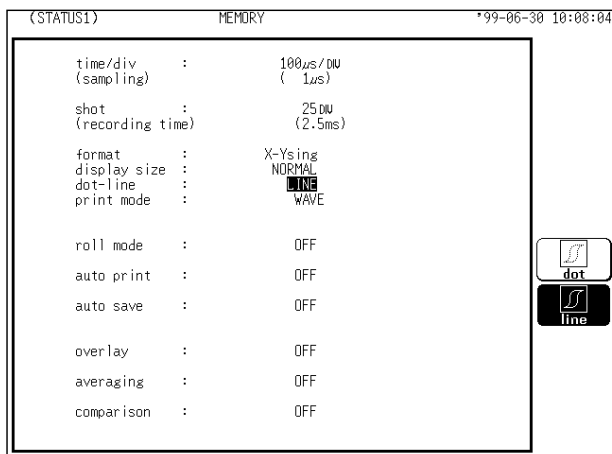 (STATUS1) MEMORY '99-06-30 10:08:04
time/div : 100μs/DIV
(sampling) ( 1μs)
shot : 25DIV
(recording time) (2.5ms)
format : X-Ysing
display size : NORMAL
dot-line : LINE
print mode : WAVE
roll mode : OFF
auto print : OFF
dot
auto save : OFF
line
overlay : OFF
averaging : OFF
comparison : OFF